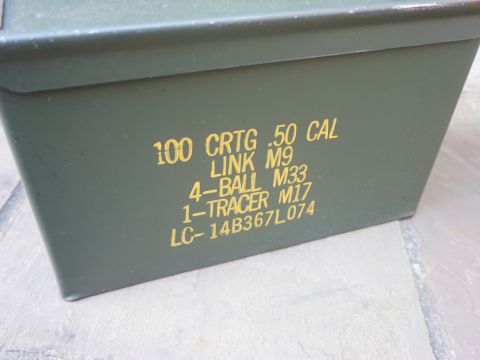 100 CRTG .50 CAL
LINK M9
4-BALL M33
1-TRACER M17
LC-14B367L074